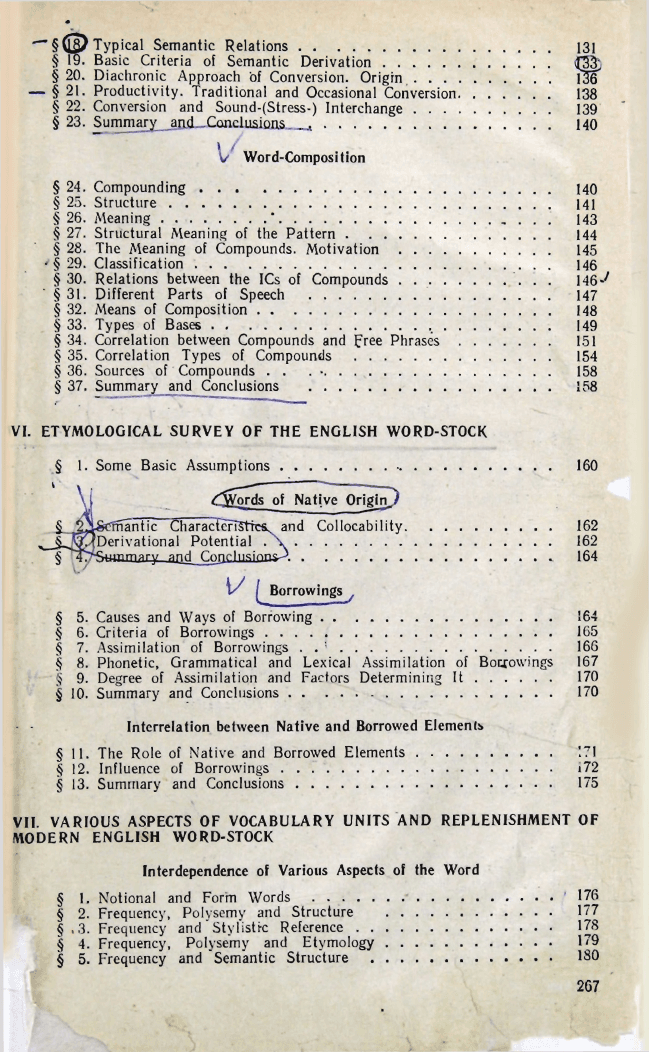 § 18. Typical Semantic Relations . . . . . . . . . . . . . . . . . 131
§ 19. Basic Criteria of Semantic Derivation . . . . . . . . . . . . 133
§ 20. Diachronic Approach of Conversion. Origin . . . . . . . . . . 136
§ 21. Productivity. Traditional and Occasional Conversion. . . . . . . 138
§ 22. Conversion and Sound-(Stress-) Interchange . . . . . . . . . . 139
§ 23. Summary and Conclusions . . . . . . . . . . . . . . . . . 140
Word-Composition
§ 24. Compounding . . . . . . . . . . . . . . . . . . . . 140
§ 25. Structure . . . . . . . . . . . . . . . . . . . . . . 141
§ 26. Meaning . . . . . . . . . . . . . . . . . . . . . . 143
§ 27. Structural Meaning of the Pattern . . . . . . . . . . . . . 144
§ 28. The Meaning of Compounds. Motivation . . . . . . . . . . . 145
§ 29. Classification . . . . . . . . . . . . . . . . . . . . 146
§ 30. Relations between the ICs of Compounds . . . . . . . . . . . 146
§ 31. Different Parts of Speech . . . . . . . . . . . . . . . . 147
§ 32. Means of Composition . . . . . . . . . . . . . . . . . . 148
§ 33. Types of Bases . . . . . . . . . . . . . . . . . . . . 149
§ 34. Correlation between Compounds and Free Phrases . . . . . . . 151
§ 35. Correlation Types of Compounds . . . . . . . . . . . . . . 154
§ 36. Sources of Compounds . . . . . . . . . . . . . . . . . . 158
§ 37. Summary and Conclusions . . . . . . . . . . . . . . . . 158
VI. ETYMOLOGICAL SURVEY OF THE ENGLISH WORD-STOCK
§ 1. Some Basic Assumptions . . . . . . . . . . . . . . . . . . 160
Words of Native Origin
§ 2. Semantic Characteristics and Collocability. . . . . . . . . . . 162
§ 3. Derivational Potential . . . . . . . . . . . . . . . . . . 162
§ 4. Summary and Conclusions . . . . . . . . . . . . . . . . . 164
Borrowings
§ 5. Causes and Ways of Borrowing . . . . . . . . . . . . . . . 164
§ 6. Criteria of Borrowings . . . . . . . . . . . . . . . . . . 165
§ 7. Assimilation of Borrowings . . . . . . . . . . . . . . . . 166
§ 8. Phonetic, Grammatical and Lexical Assimilation of Borrowings 167
§ 9. Degree of Assimilation and Factors Determining It . . . . . . 170
§ 10. Summary and Conclusions . . . . . . . . . . . . . . . . . 170
Interrelation between Native and Borrowed Elements
§ 11. The Role of Native and Borrowed Elements . . . . . . . . . . 171
§ 12. Influence of Borrowings . . . . . . . . . . . . . . . . . 172
§ 13. Summary and Conclusions . . . . . . . . . . . . . . . . . 175
VII. VARIOUS ASPECTS OF VOCABULARY UNITS AND REPLENISHMENT OF
MODERN ENGLISH WORD-STOCK
Interdependence of Various Aspects of the Word
§ 1. Notional and Form Words . . . . . . . . . . . . . . . . . 176
§ 2. Frequency, Polysemy and Structure . . . . . . . . . . . . 177
§ 3. Frequency and Stylistic Reference . . . . . . . . . . . . . 178
§ 4. Frequency, Polysemy and Etymology . . . . . . . . . . . . . 179
§ 5. Frequency and Semantic Structure . . . . . . . . . . . . . 180
267